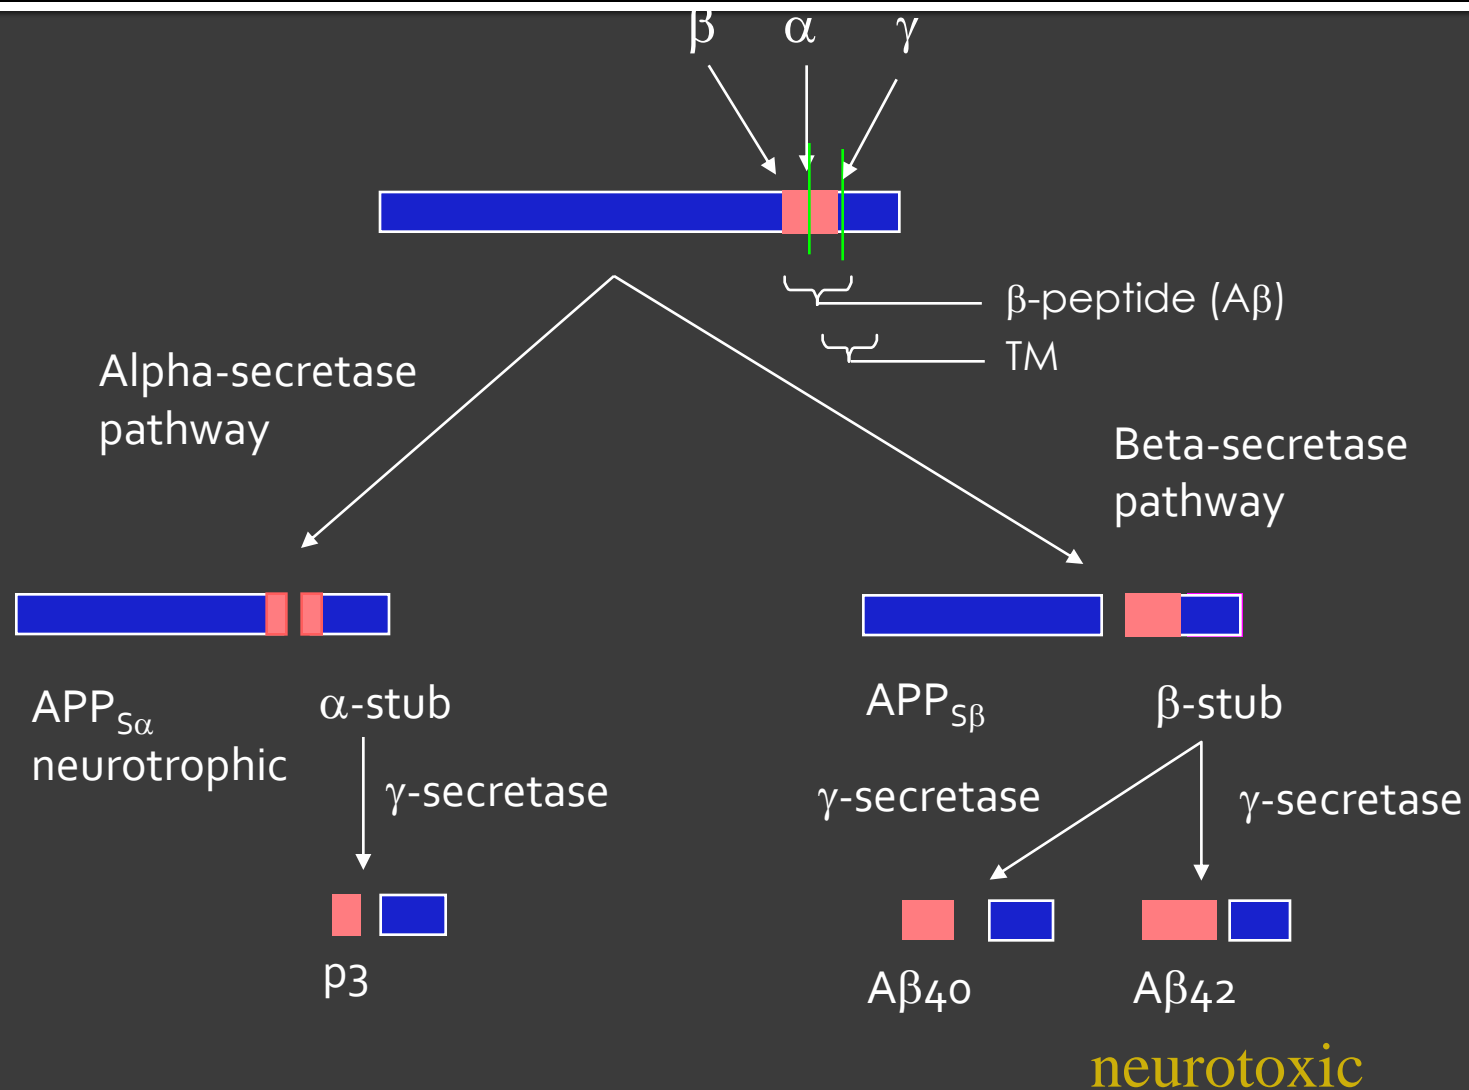 β α γ
β-peptide (Aβ)
TM
Alpha-secretase
pathway
Beta-secretase
pathway
APPSα
neurotrophic
α-stub
APPSβ
β-stub
γ-secretase
γ-secretase
γ-secretase
p3
Aβ40
Aβ42
neurotoxic